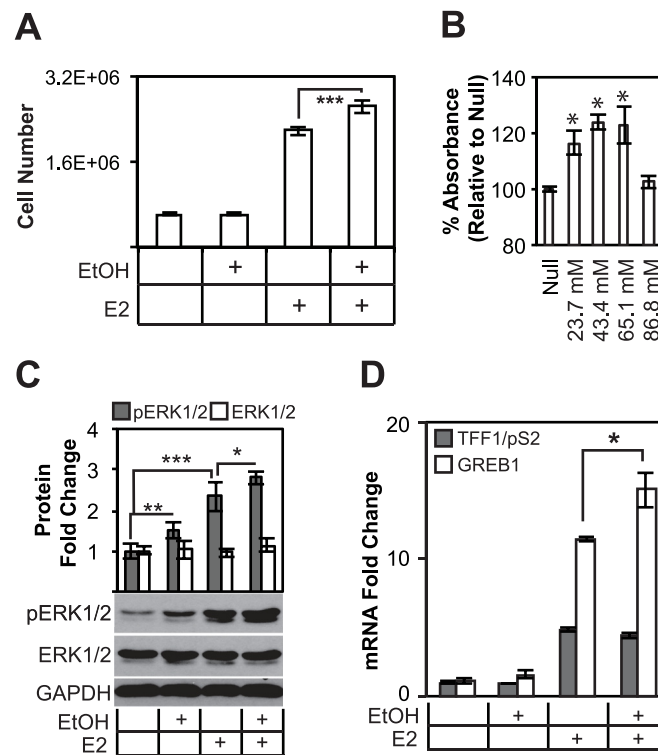 A
3.2E+06
1.6E+06
Cell Number
***
EtOH + +
E2 + +
B
140
120
100
80
% Absorbance
(Relative to Null)
* * *
Null
23.7 mM
43.4 mM
65.1 mM
86.8 mM
C
pERK1/2 ERK1/2
4
3
2
1
Protein
Fold Change
*** *
**
pERK1/2
ERK1/2
GAPDH
EtOH + +
E2 + +
D
20
10
0
mRNA Fold Change
TFF1/pS2
GREB1
*
EtOH + +
E2 + +